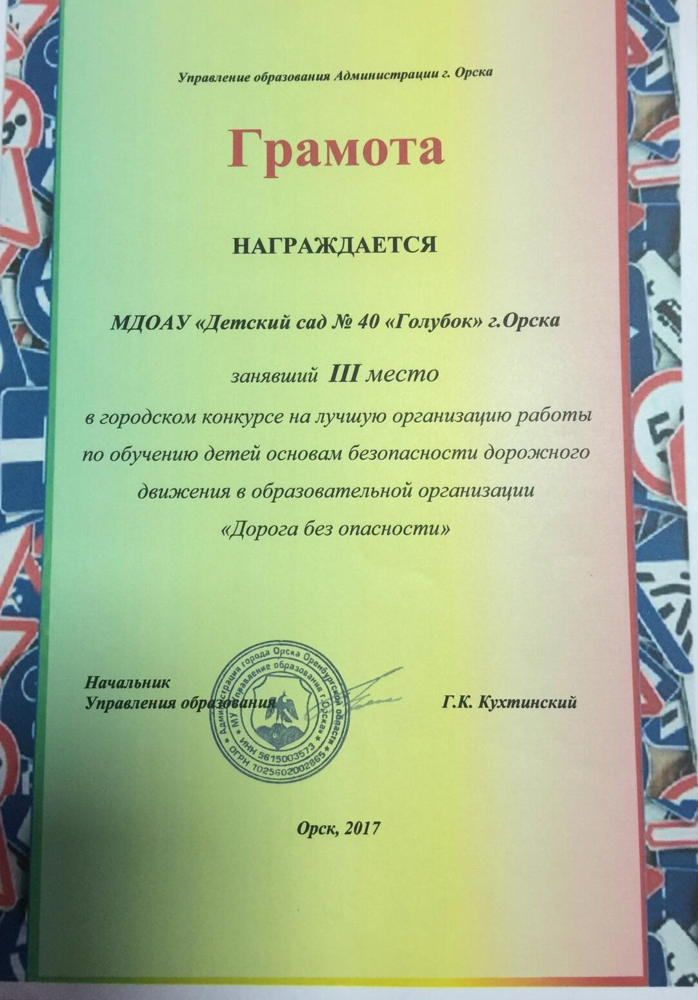 Управление образования Администрации г. Орска
Грамота
НАГРАЖДАЕТСЯ
МДОАУ «Детский сад № 40 «Голубок» г.Орска
занявший III место
в городском конкурсе на лучшую организацию работы
по обучению детей основам безопасности дорожного
движения в образовательной организации
«Дорога без опасности»
Начальник
Управления образования
Г.К. Кухтинский
Администрация города Орска Оренбургской области
ОГРН 1025602002865
МУ «Управление образования г.Орска»
ИНН 5615003573
Орск, 2017